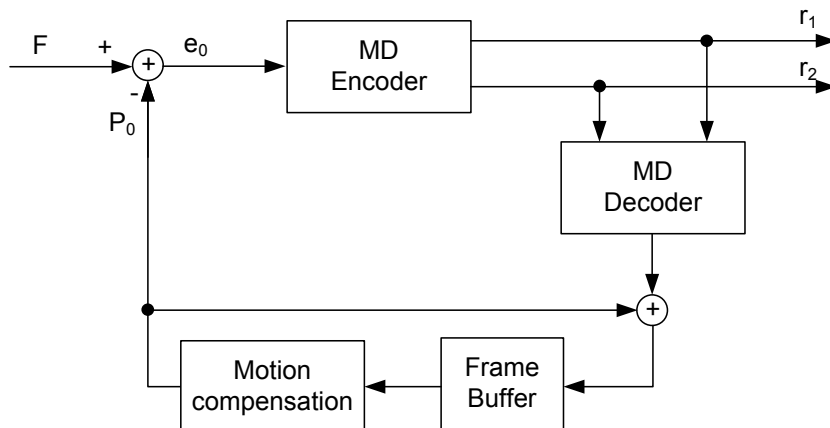 F
+
+
-
P₀
e₀
MD
Encoder
r₁
r₂
MD
Decoder
+
Motion
compensation
Frame
Buffer